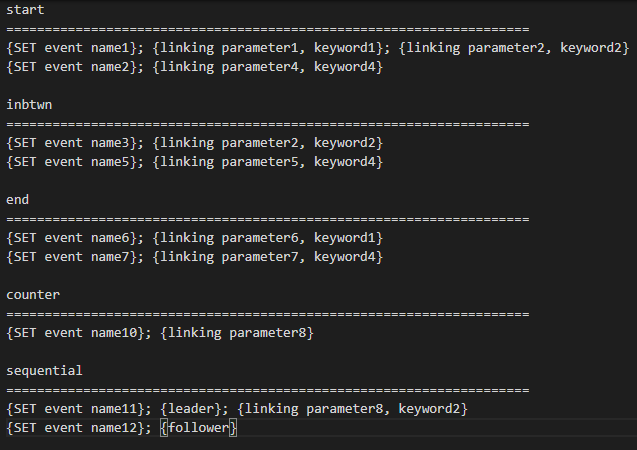 start
====================================================================
{SET event name1}; {linking parameter1, keyword1}; {linking parameter2, keyword2}
{SET event name2}; {linking parameter4, keyword4}

inbtwn
====================================================================
{SET event name3}; {linking parameter2, keyword2}
{SET event name5}; {linking parameter5, keyword4}

end
====================================================================
{SET event name6}; {linking parameter6, keyword1}
{SET event name7}; {linking parameter7, keyword4}

counter
====================================================================
{SET event name10}; {linking parameter8}

sequential
====================================================================
{SET event name11}; {leader}; {linking parameter8, keyword2}
{SET event name12}; {follower}